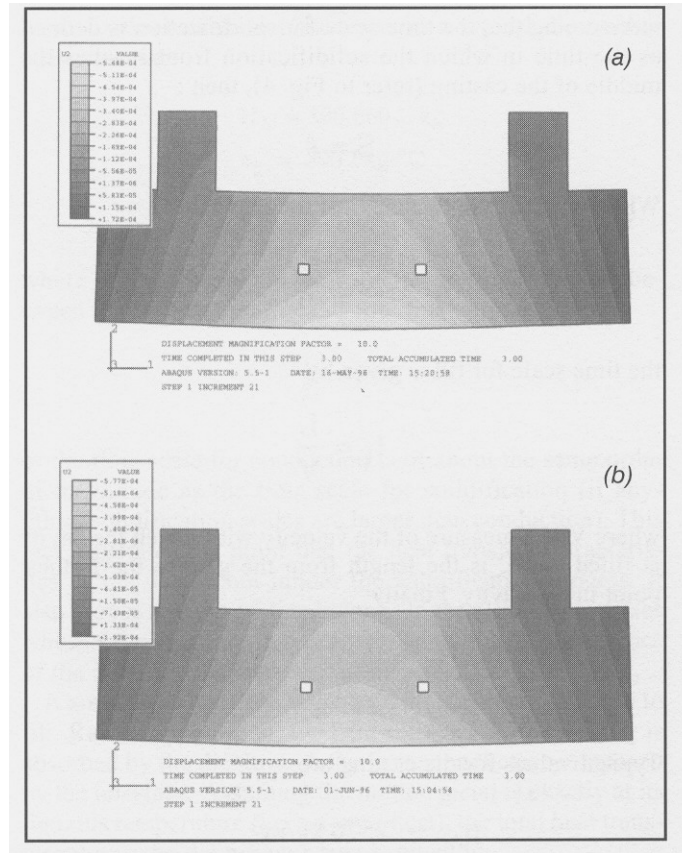 (a)
U2 VALUE
-5.68E-04
-5.11E-04
-4.54E-04
-3.97E-04
-3.40E-04
-2.83E-04
-2.26E-04
-1.69E-04
-1.12E-04
-5.56E-05
+1.37E-06
+5.83E-05
+1.15E-04
+1.72E-04
2
3 1
DISPLACEMENT MAGNIFICATION FACTOR = 10.0
TIME COMPLETED IN THIS STEP 3.00 TOTAL ACCUMULATED TIME 3.00
ABAQUS VERSION: 5.5-1 DATE: 16-MAY-98 TIME: 15:20:58
STEP 1 INCREMENT 21
(b)
U2 VALUE
-5.77E-04
-5.18E-04
-4.58E-04
-3.99E-04
-3.40E-04
-2.81E-04
-2.21E-04
-1.62E-04
-1.03E-04
-4.41E-05
+1.50E-05
+7.43E-05
+1.33E-04
+1.92E-04
2
3 1
DISPLACEMENT MAGNIFICATION FACTOR = 10.0
TIME COMPLETED IN THIS STEP 3.00 TOTAL ACCUMULATED TIME 3.00
ABAQUS VERSION: 5.5-1 DATE: 01-JUN-96 TIME: 15:04:54
STEP 1 INCREMENT 21